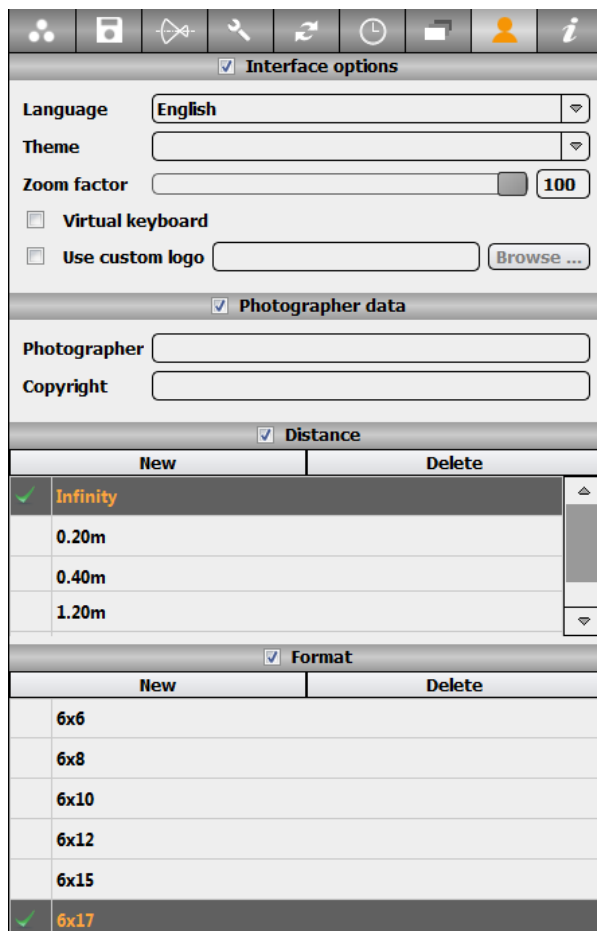 Interface options
Language English
Theme
Zoom factor 100
Virtual keyboard
Use custom logo Browse ...
Photographer data
Photographer
Copyright
Distance
New Delete
Infinity
0.20m
0.40m
1.20m
Format
New Delete
6x6
6x8
6x10
6x12
6x15
6x17